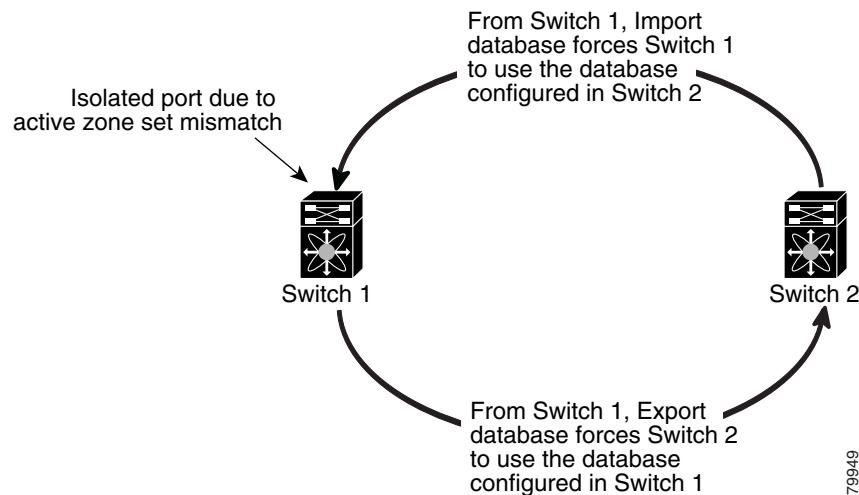 From Switch 1, Import
database forces Switch 1
to use the database
configured in Switch 2
Isolated port due to
active zone set mismatch
Switch 1
Switch 2
From Switch 1, Export
database forces Switch 2
to use the database
configured in Switch 1
79949